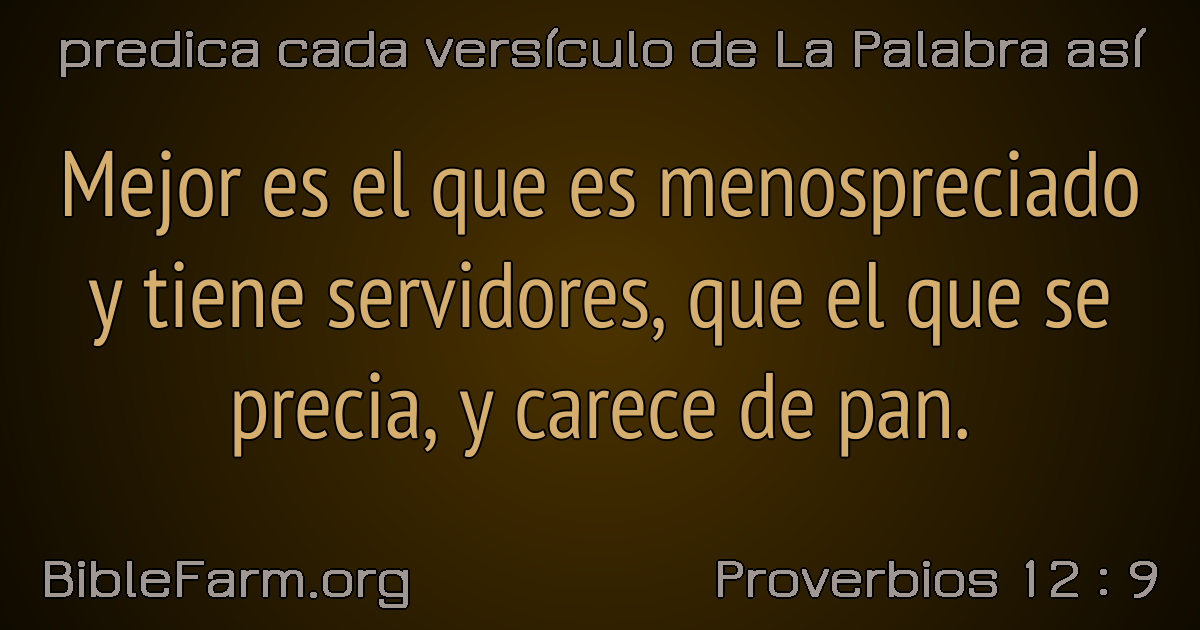 predica cada versículo de La Palabra así
Mejor es el que es menospreciado
y tiene servidores, que el que se
precia, y carece de pan.
BibleFarm.org
Proverbios 12 : 9